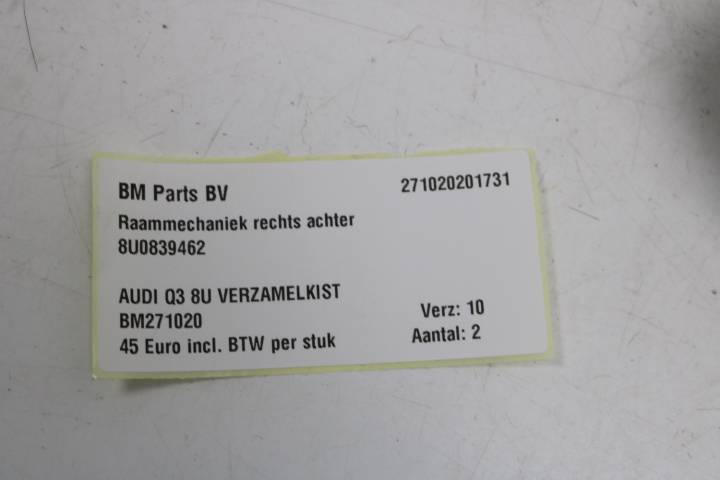 BM Parts BV
271020201731
Raammechaniek rechts achter
8U0839462
AUDI Q3 8U VERZAMELKIST
BM271020
Verz: 10
45 Euro incl. BTW per stuk
Aantal: 2